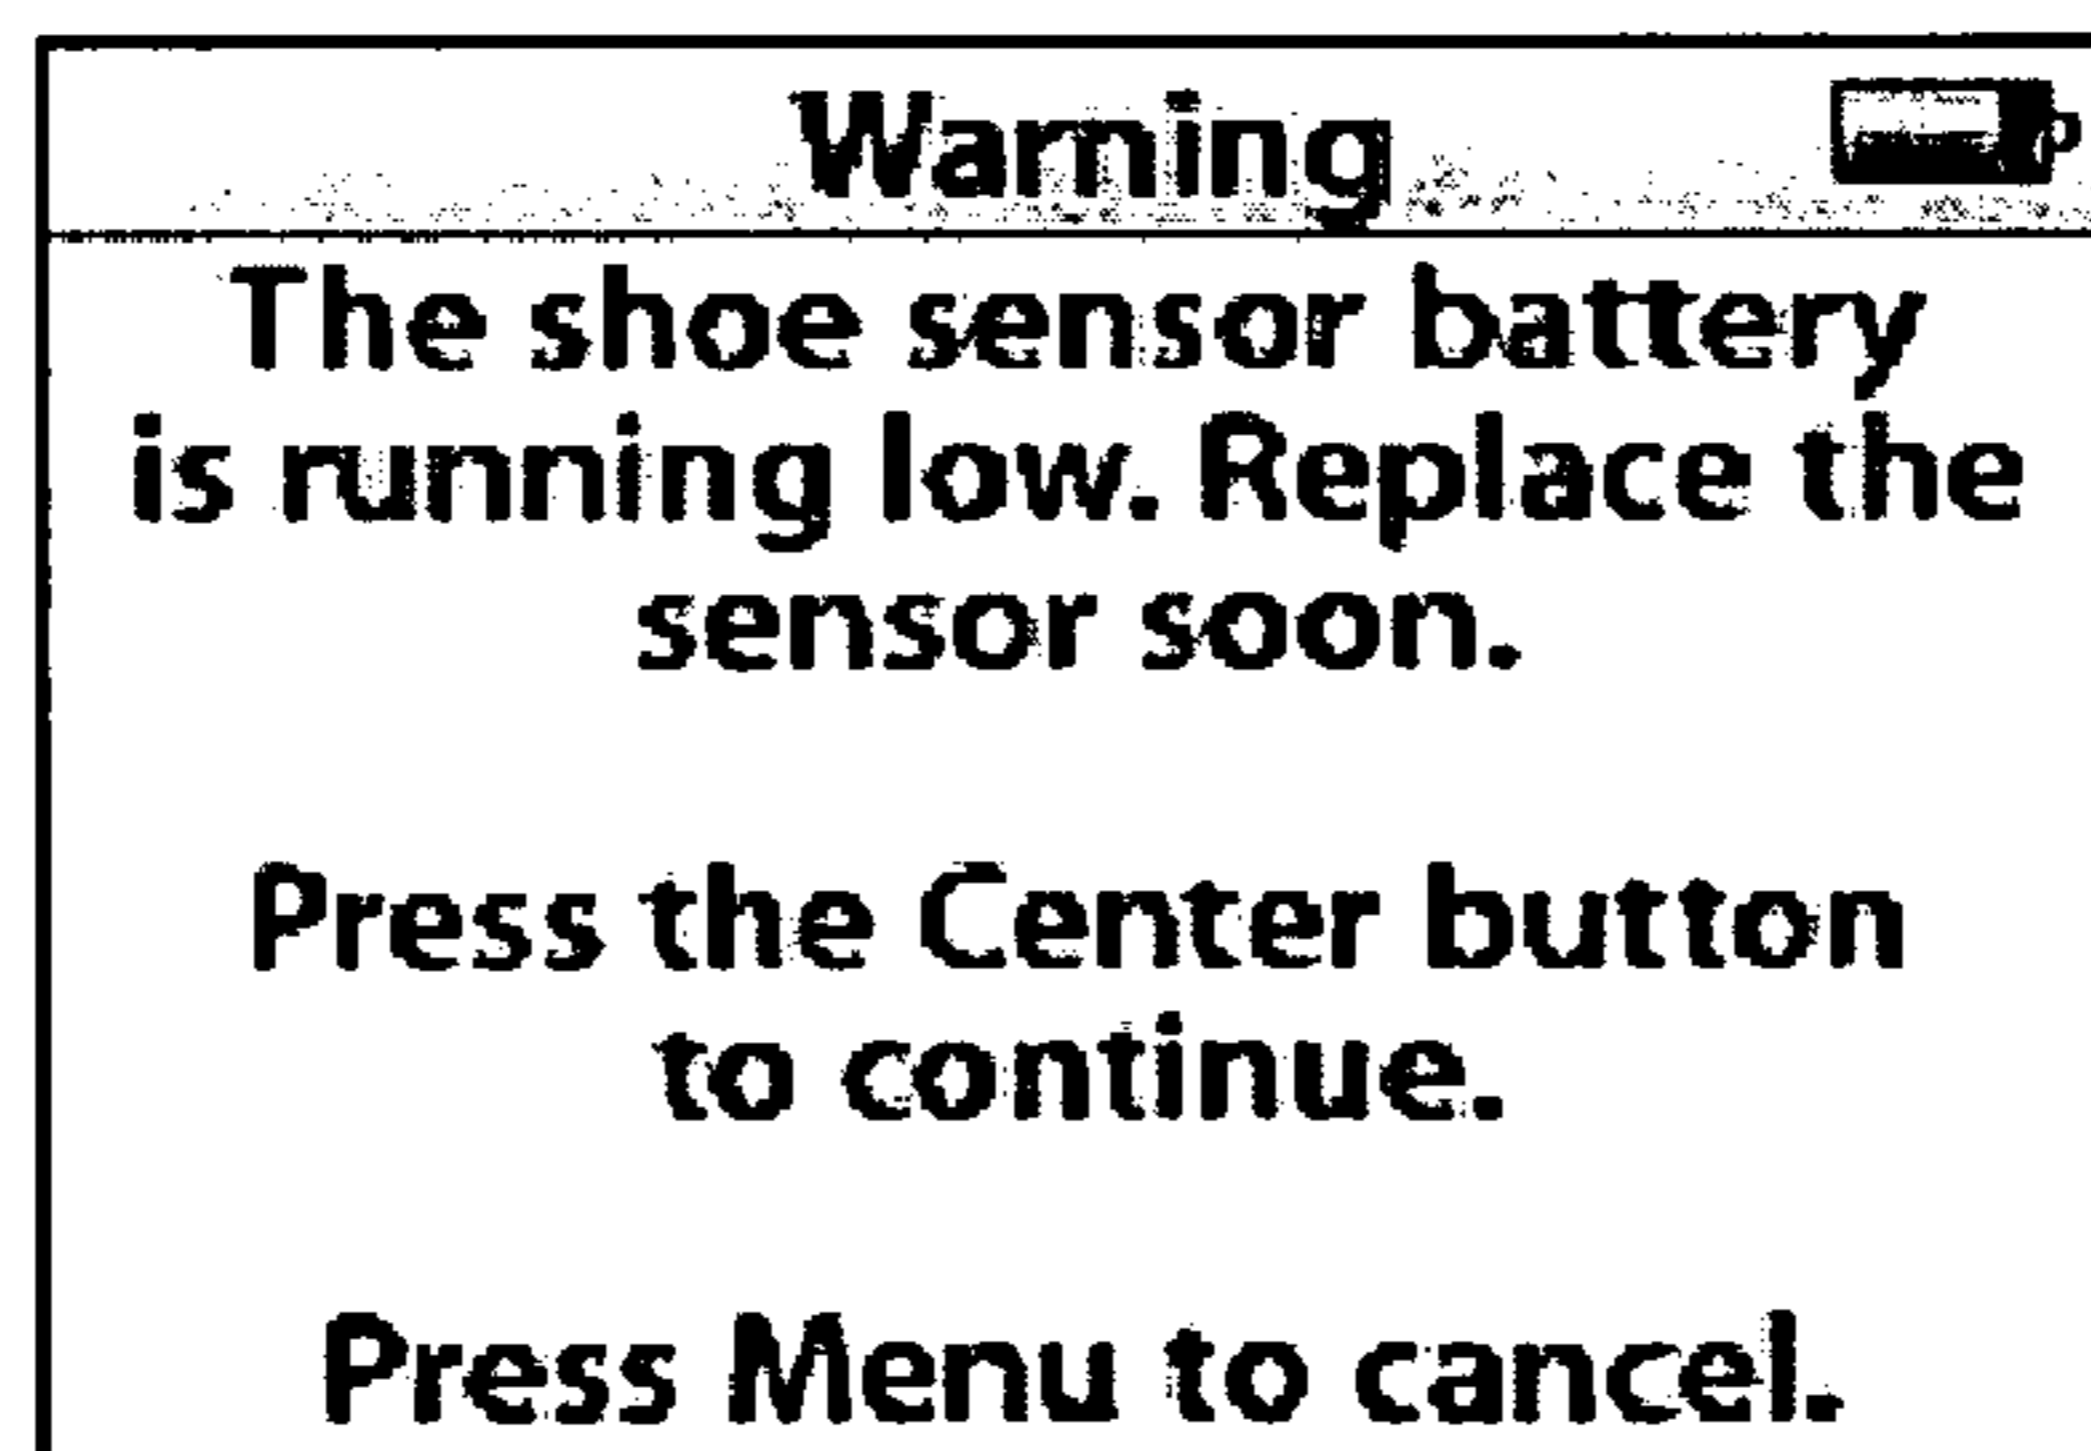 Warning
The shoe sensor battery
is running low. Replace the
sensor soon.
Press the Center button
to continue.
Press Menu to cancel.